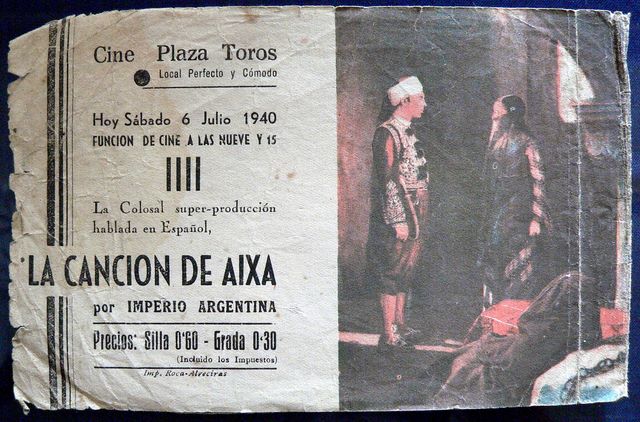 Cine Plaza Toros
Local Perfecto y Cómodo
Hoy Sábado 6 Julio 1940
FUNCION DE CINE A LAS NUEVE Y 15
La Colosal super-producción
hablada en Español,
LA CANCION DE AIXA
por IMPERIO ARGENTINA
Precios: Silla 0'60 - Grada 0'30
(Incluido los Impuestos)
Imp. Roca-Alveciras